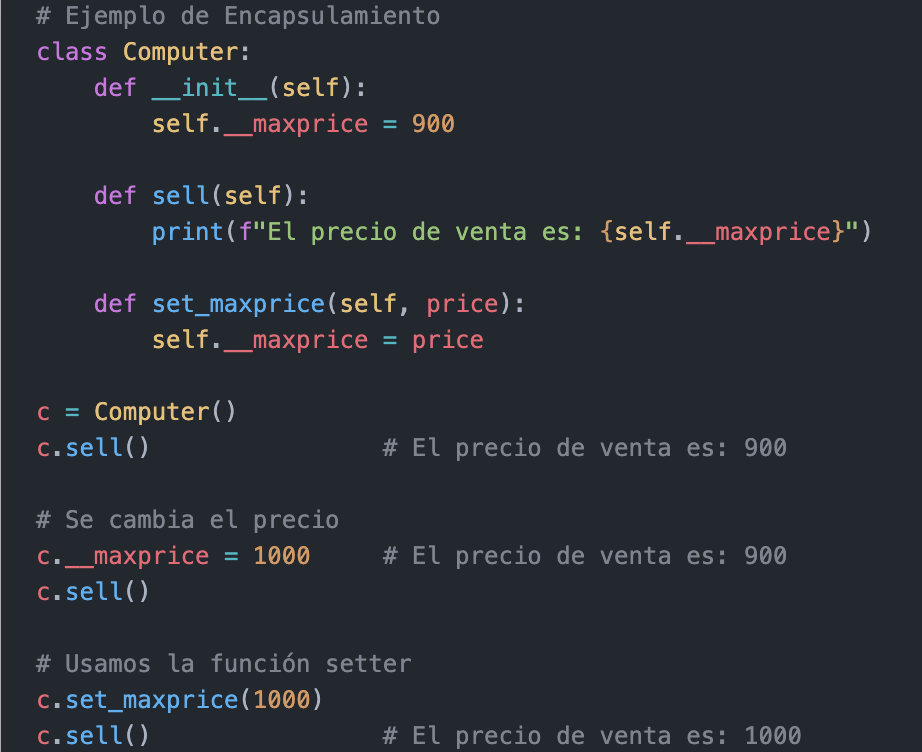 # Ejemplo de Encapsulamiento
class Computer:
    def __init__(self):
        self.__maxprice = 900

    def sell(self):
        print(f"El precio de venta es: {self.__maxprice}")

    def set_maxprice(self, price):
        self.__maxprice = price

c = Computer()
c.sell()                # El precio de venta es: 900

# Se cambia el precio
c.__maxprice = 1000     # El precio de venta es: 900
c.sell()

# Usamos la función setter
c.set_maxprice(1000)
c.sell()                # El precio de venta es: 1000